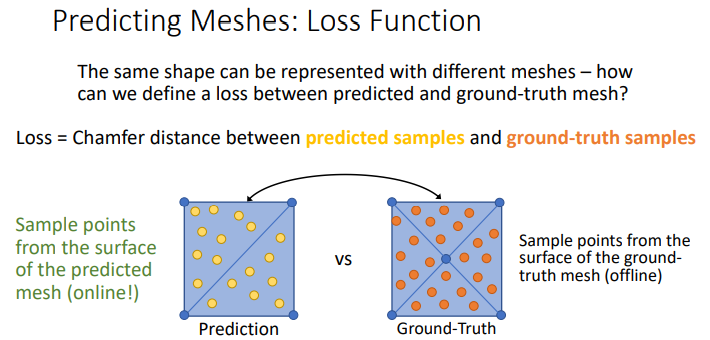 Predicting Meshes: Loss Function
The same shape can be represented with different meshes – how
can we define a loss between predicted and ground-truth mesh?
Loss = Chamfer distance between predicted samples and ground-truth samples
Sample points
from the surface
of the predicted
mesh (online!)
vs
Sample points from the
surface of the ground-
truth mesh (offline)
Prediction
Ground-Truth